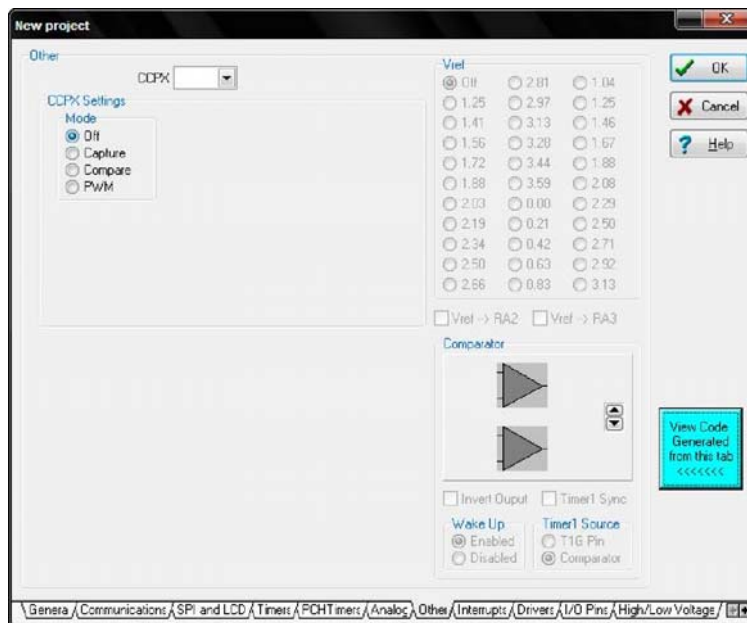 New project
Other
CCPX
CCPX Settings
Mode
Off
Capture
Compare
PWM
Vref
Off 2.81 1.04
1.25 2.97 1.25
1.41 3.13 1.46
1.56 3.28 1.67
1.72 3.44 1.88
1.88 3.59 2.08
2.03 0.00 2.29
2.19 0.21 2.50
2.34 0.42 2.71
2.50 0.63 2.92
2.66 0.83 3.13
Vref -> RA2 Vref -> RA3
Comparator
Invert Ouput Timer1 Sync
Wake Up
Enabled
Disabled
Timer1 Source
T1G Pin
Comparator
OK
Cancel
Help
View Code
Generated
from this tab
<<<<<<<
Genera Communications SPI and LCD Timers PCHTimers Analog Other Interrupts Drivers I/O Pins High/Low Voltage